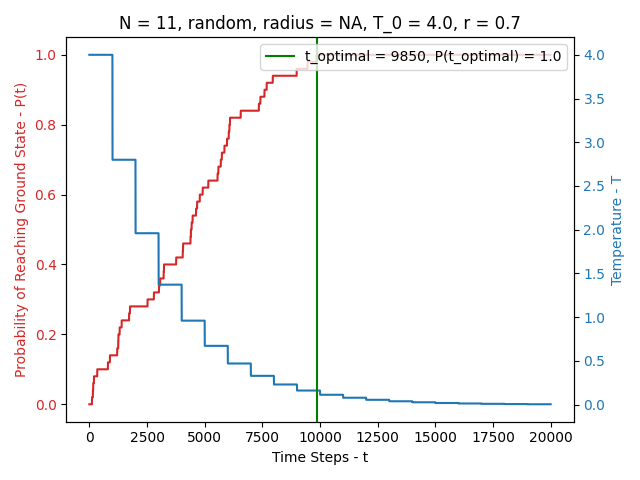 N = 11, random, radius = NA, T_0 = 4.0, r = 0.7
t_optimal = 9850, P(t_optimal) = 1.0
Probability of Reaching Ground State - P(t)
1.0
0.8
0.6
0.4
0.2
0.0
4.0
3.5
3.0
2.5
2.0
1.5
1.0
0.5
0.0
Temperature - T
0 2500 5000 7500 10000 12500 15000 17500 20000
Time Steps - t